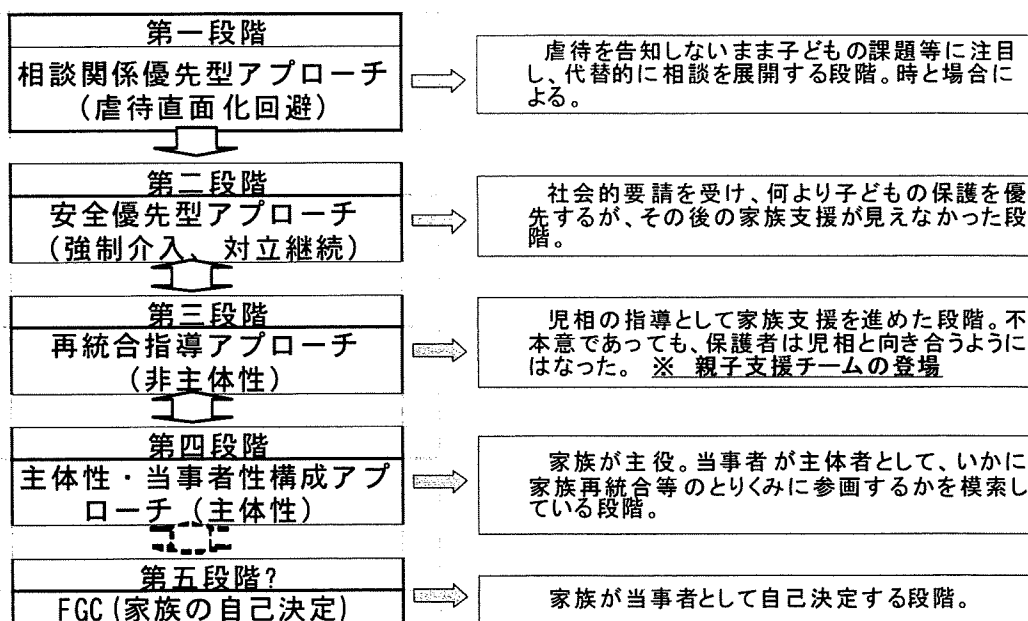 第一段階
相談関係優先型アプローチ
(虐待直面化回避)
虐待を告知しないまま子どもの課題等に注目
し、代替的に相談を展開する段階。時と場合に
よる。
第二段階
安全優先型アプローチ
(強制介入、対立継続)
社会的要請を受け、何より子どもの保護を優
先するが、その後の家族支援が見えなかった段
階。
第三段階
再統合指導アプローチ
(非主体性)
児相の指導として家族支援を進めた段階。不
本意であっても、保護者は児相と向き合うように
はなった。 ※ 親子支援チームの登場
第四段階
主体性・当事者性構成アプ
ローチ(主体性)
家族が主役。当事者が主体者として、いかに
家族再統合等のとりくみに参画するかを模索し
ている段階。
第五段階?
FGC(家族の自己決定)
家族が当事者として自己決定する段階。